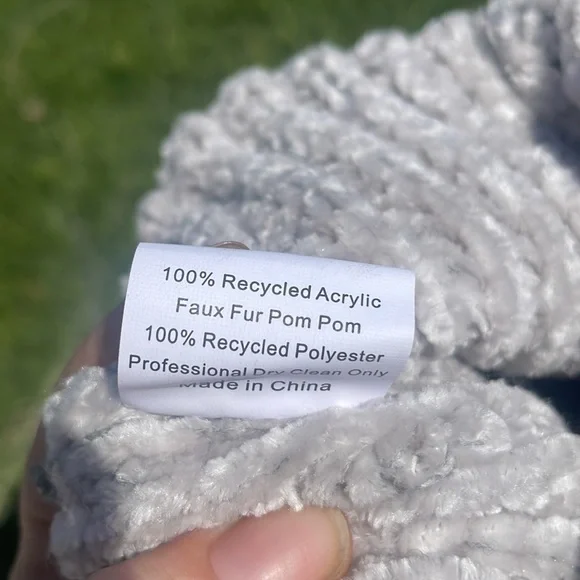 100% Recycled Acrylic
Faux Fur Pom Pom
100% Recycled Polyester
Professional Dry Clean Only
Made in China